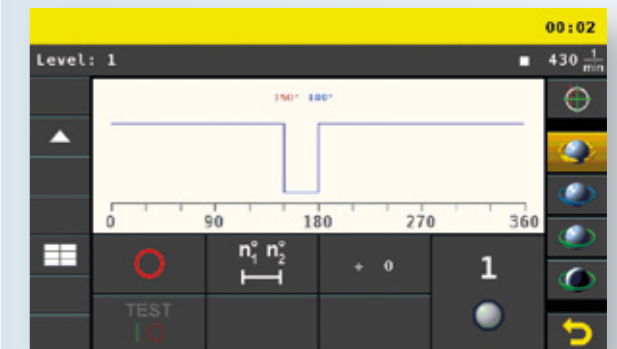 00:02
Level: 1
430 1/min
150° 180°
0 90 180 270 360
n°1 n°2
+ 0
1
TEST